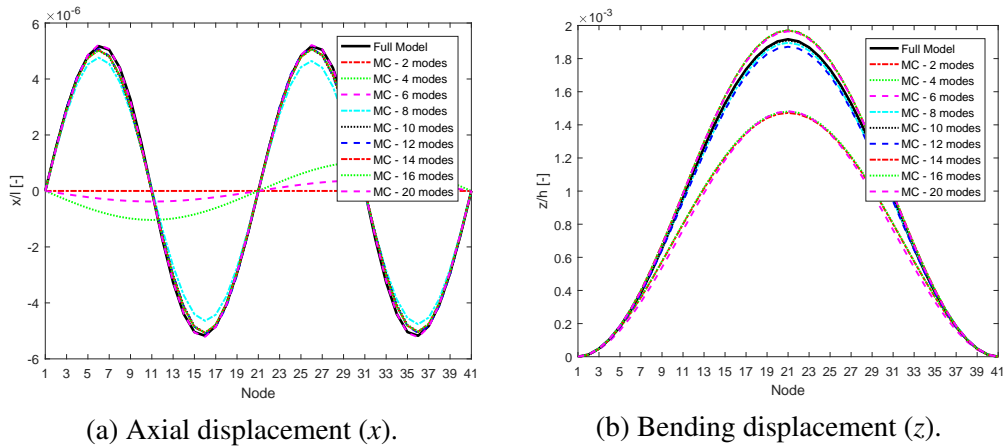 ×10⁻⁶
6
4
2
0
-2
-4
-6
x/l [-]
1 3 5 7 9 11 13 15 17 19 21 23 25 27 29 31 33 35 37 39 41
Node
Full Model
MC - 2 modes
MC - 4 modes
MC - 6 modes
MC - 8 modes
MC - 10 modes
MC - 12 modes
MC - 14 modes
MC - 16 modes
MC - 20 modes
(a) Axial displacement (x).
×10⁻³
2
1.8
1.6
1.4
1.2
1
0.8
0.6
0.4
0.2
0
z/h [-]
1 3 5 7 9 11 13 15 17 19 21 23 25 27 29 31 33 35 37 39 41
Node
Full Model
MC - 2 modes
MC - 4 modes
MC - 6 modes
MC - 8 modes
MC - 10 modes
MC - 12 modes
MC - 14 modes
MC - 16 modes
MC - 20 modes
(b) Bending displacement (z).